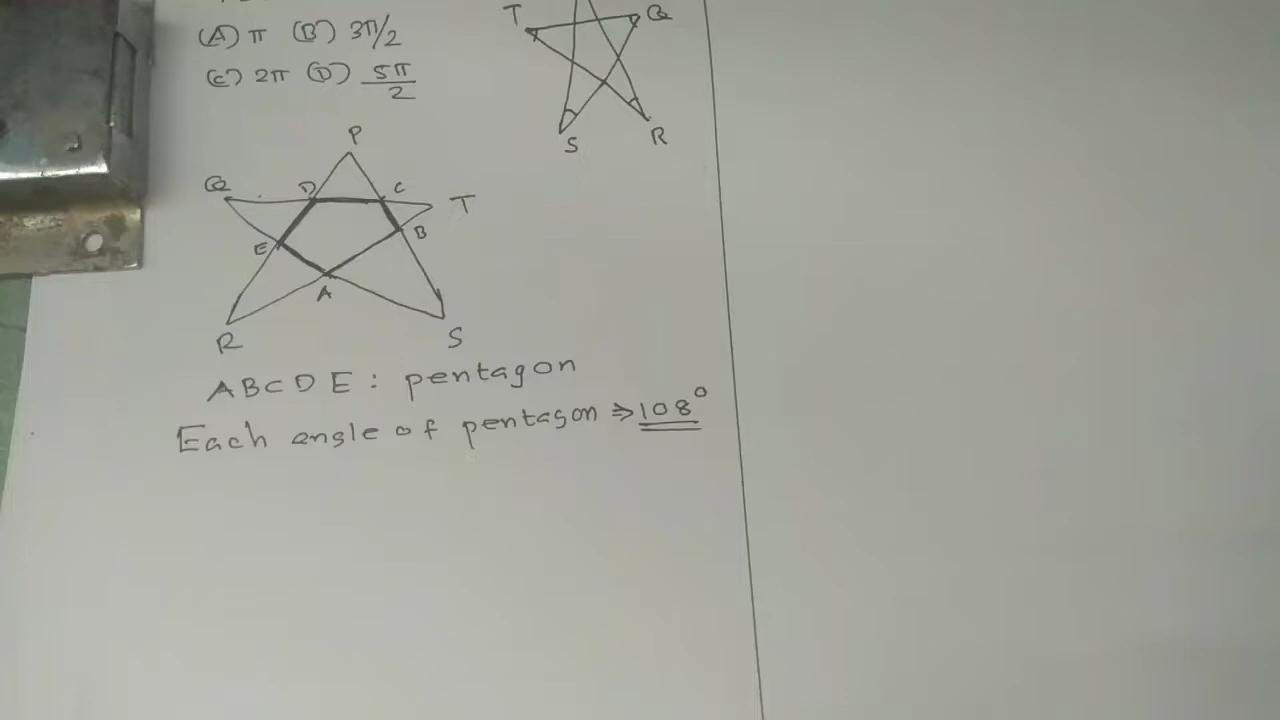 (A) π (B) 3π/2
(C) 2π (D) 5π/2
T Q
S R
P
Q D C T
E B
A
R S
ABCDE : pentagon
Each angle of pentagon ⇒ 108°